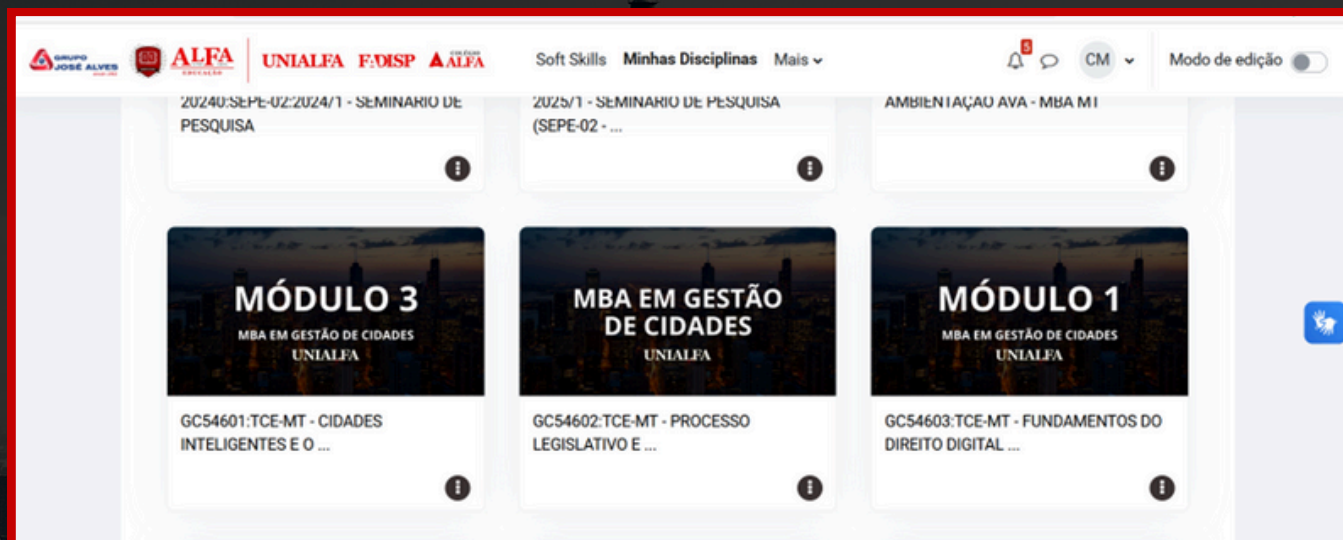 GRUPO
JOSÉ ALVES
ALFA
EDUCAÇÃO
UNIALFA
FADISP
COLÉGIO
ALFA
Soft Skills
Minhas Disciplinas
Mais
5
CM
Modo de edição
20240:SEPE-02:2024/1 - SEMINÁRIO DE
PESQUISA
2025/1 - SEMINÁRIO DE PESQUISA
(SEPE-02 - ...
AMBIENTAÇÃO AVA - MBA MT
MÓDULO 3
MBA EM GESTÃO DE CIDADES
UNIALFA
GC54601:TCE-MT - CIDADES
INTELIGENTES E O ...
MBA EM GESTÃO
DE CIDADES
UNIALFA
GC54602:TCE-MT - PROCESSO
LEGISLATIVO E ...
MÓDULO 1
MBA EM GESTÃO DE CIDADES
UNIALFA
GC54603:TCE-MT - FUNDAMENTOS DO
DIREITO DIGITAL ...